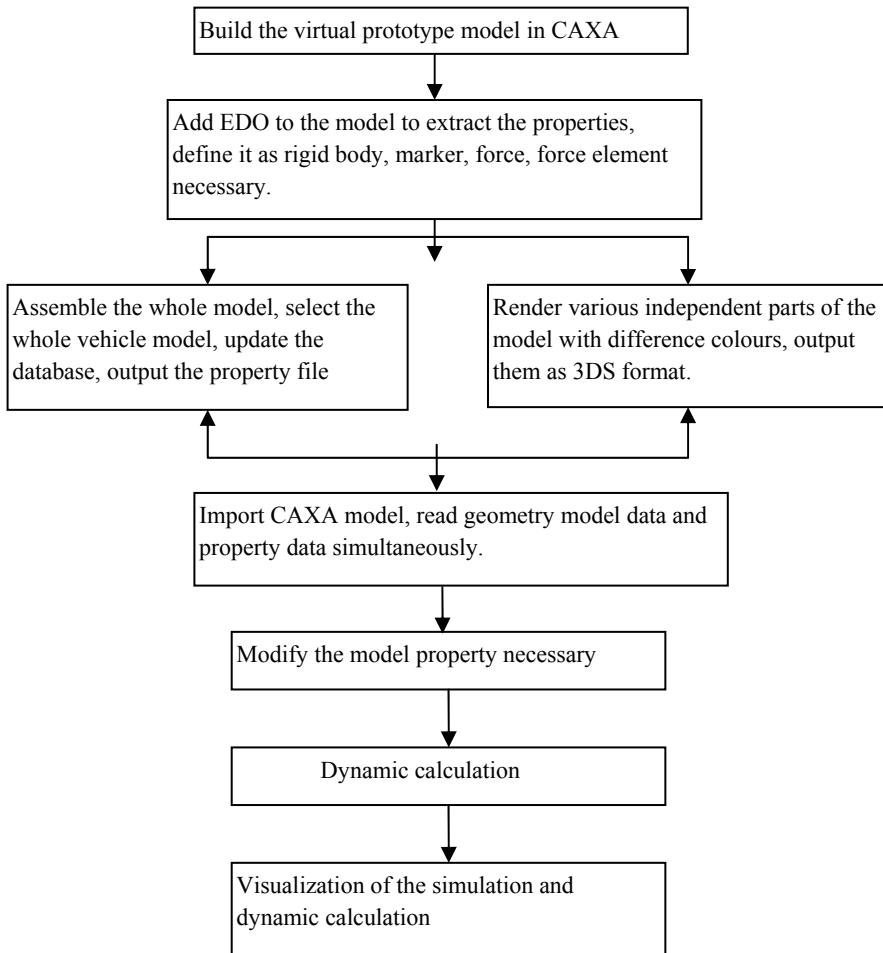 Build the virtual prototype model in CAXA
Add EDO to the model to extract the properties,
define it as rigid body, marker, force, force element
necessary.
Assemble the whole model, select the
whole vehicle model, update the
database, output the property file
Render various independent parts of the
model with difference colours, output
them as 3DS format.
Import CAXA model, read geometry model data and
property data simultaneously.
Modify the model property necessary
Dynamic calculation
Visualization of the simulation and
dynamic calculation